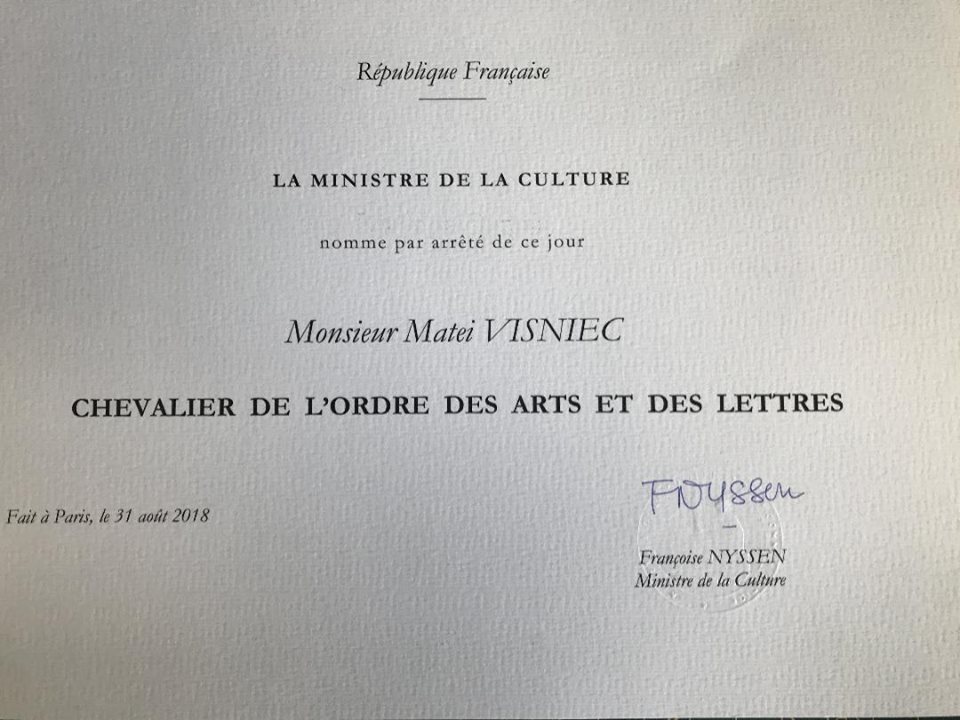 République Française
LA MINISTRE DE LA CULTURE
nomme par arrêté de ce jour
Monsieur Matei VISNIEC
CHEVALIER DE L'ORDRE DES ARTS ET DES LETTRES
FNyssen
Fait à Paris, le 31 août 2018
Françoise NYSSEN
Ministre de la Culture